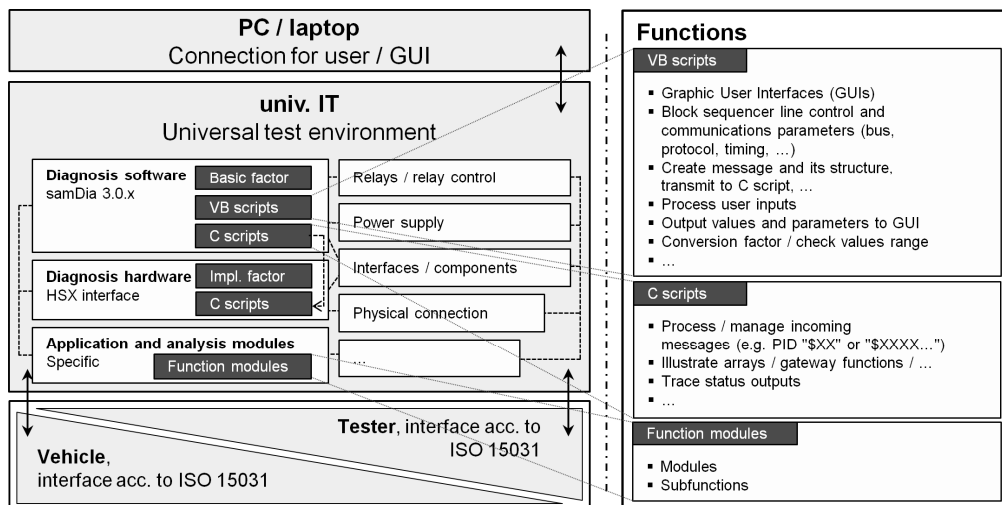 PC / laptop
Connection for user / GUI
univ. IT
Universal test environment
Diagnosis software
samDia 3.0.x
Basic factor
VB scripts
C scripts
Diagnosis hardware
HSX interface
Impl. factor
C scripts
Application and analysis modules
Specific
Function modules
Relays / relay control
Power supply
Interfaces / components
Physical connection
...
Tester, interface acc. to
ISO 15031
Vehicle,
interface acc. to ISO 15031
Functions
VB scripts
▪ Graphic User Interfaces (GUIs)
▪ Block sequencer line control and
communications parameters (bus,
protocol, timing, ...)
▪ Create message and its structure,
transmit to C script, ...
▪ Process user inputs
▪ Output values and parameters to GUI
▪ Conversion factor / check values range
▪ ...
C scripts
▪ Process / manage incoming
messages (e.g. PID "$XX" or "$XXXX...")
▪ Illustrate arrays / gateway functions / ...
▪ Trace status outputs
▪ ...
Function modules
▪ Modules
▪ Subfunctions